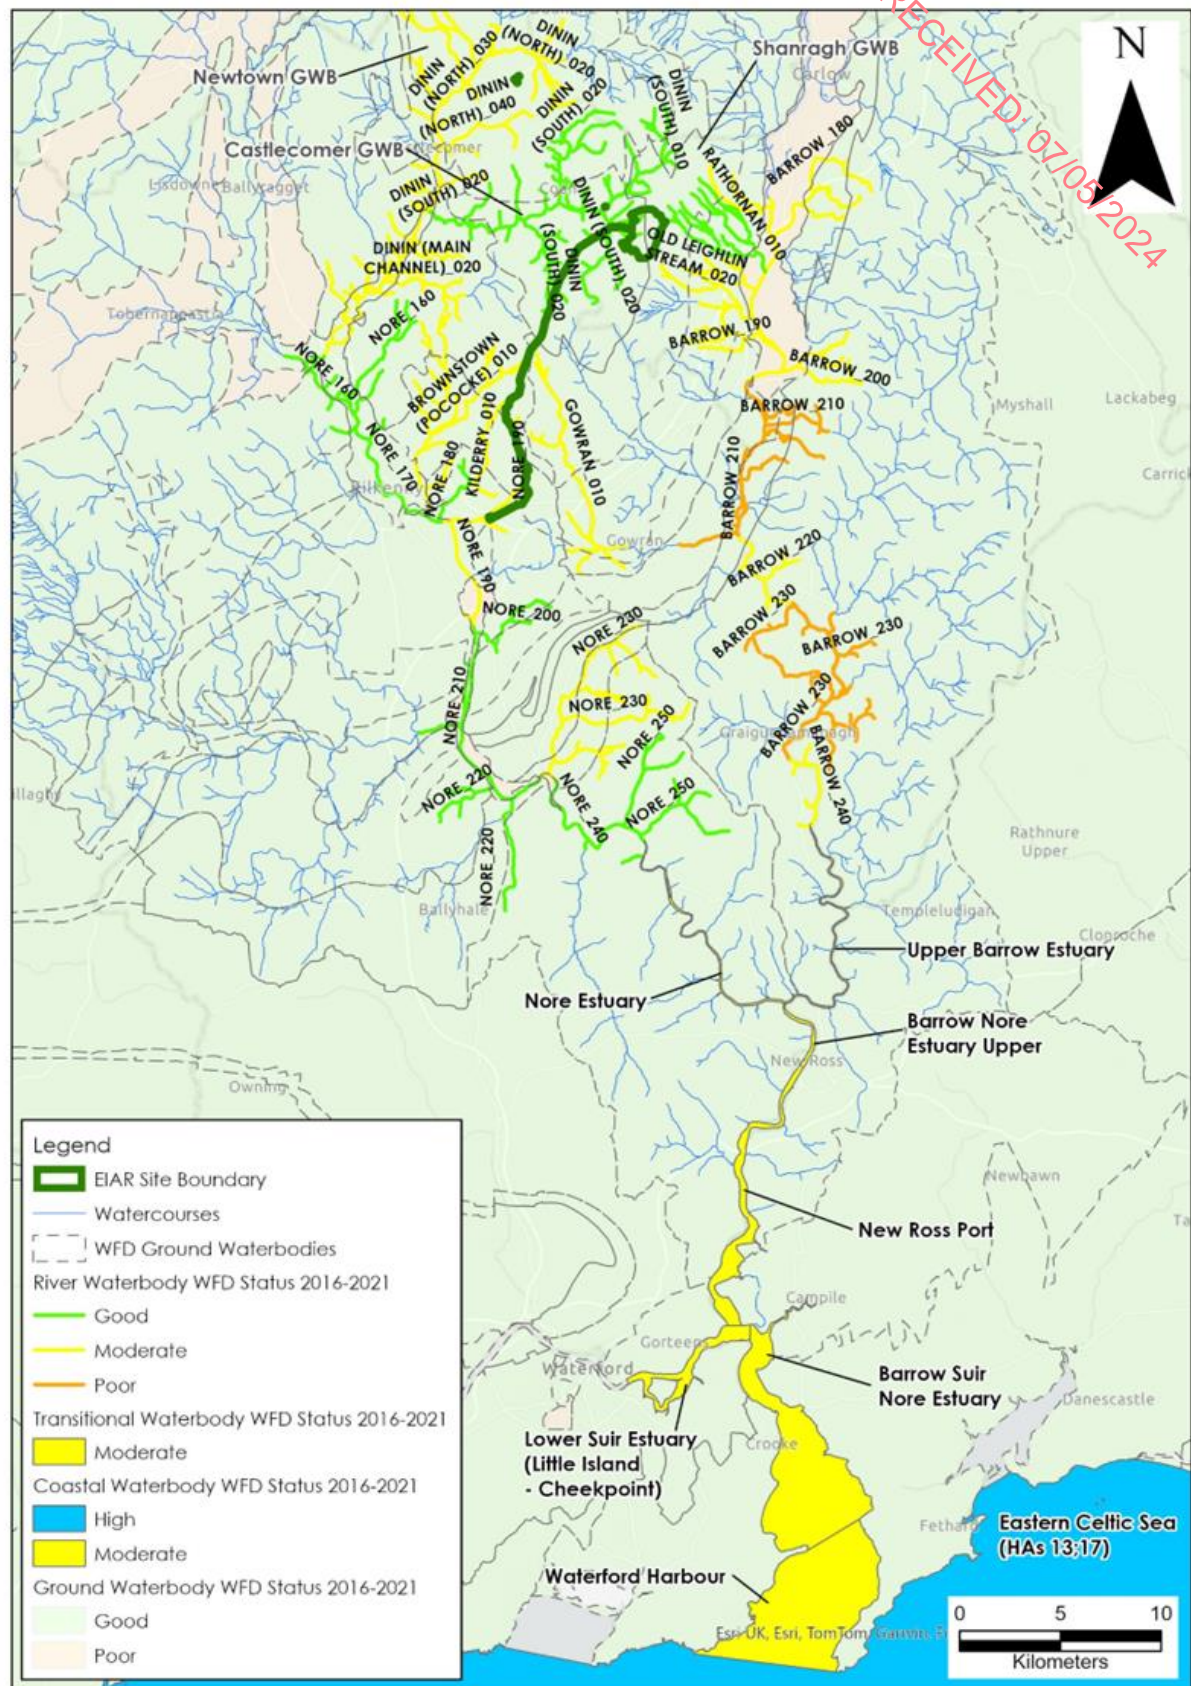 RECEIVED: 07/05/2024
N
Shanragh GWB
Carlow
Newtown GWB
DININ
(NORTH)_030
DININ
(NORTH)_020
DININ
(NORTH)_040
DININ
(SOUTH)_020
DININ
(SOUTH)_010
RATHORNAN_010
BARROW_180
Castlecomer GWB
Lisdowne
Ballyragget
DININ
(SOUTH)_020
DININ (MAIN
CHANNEL)_020
DININ
(SOUTH)_020
DININ
(SOUTH)_020
OLD LEIGHLIN
STREAM_020
NORE_160
NORE_160
BARROW_190
BARROW_200
BROWNSTOWN
(POCOCKE)_010
Myshall
Lackabeg
BARROW_210
GOWRAN_010
KILDERRY_010
NORE_190
NORE_170
NORE_180
BARROW_210
Carrick
Kilkenny
NORE_190
Gowran
BARROW_220
NORE_200
BARROW_230
NORE_230
BARROW_230
NORE_210
NORE_230
NORE_250
BARROW_230
BARROW_240
NORE_220
NORE_240
NORE_250
Rathnure
Upper
NORE_220
Ballyhale
Templeludigan
Cloproche
Upper Barrow Estuary
Nore Estuary
Barrow Nore
Estuary Upper
New Ross
Owning
Newbawn
New Ross Port
Campile
Gorteen
Waterford
Barrow Suir
Nore Estuary
Danescastle
Lower Suir Estuary
(Little Island
- Cheekpoint)
Crooke
Fethard
Eastern Celtic Sea
(HAs 13;17)
Waterford Harbour
Esri UK, Esri, TomTom, Garmin,
0 5 10
Kilometers
Legend
EIAR Site Boundary
Watercourses
WFD Ground Waterbodies
River Waterbody WFD Status 2016-2021
Good
Moderate
Poor
Transitional Waterbody WFD Status 2016-2021
Moderate
Coastal Waterbody WFD Status 2016-2021
High
Moderate
Ground Waterbody WFD Status 2016-2021
Good
Poor